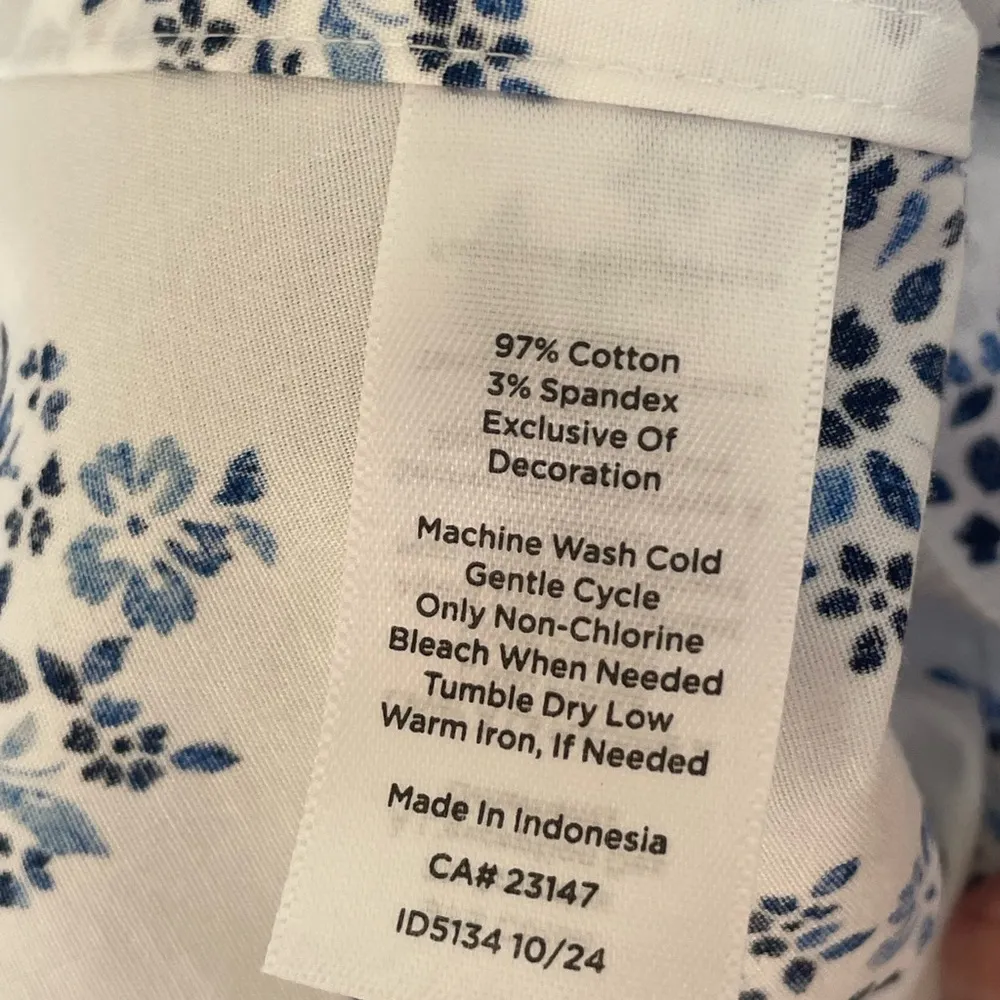 97% Cotton
3% Spandex
Exclusive Of
Decoration
Machine Wash Cold
Gentle Cycle
Only Non-Chlorine
Bleach When Needed
Tumble Dry Low
Warm Iron, If Needed
Made In Indonesia
CA# 23147
ID5134 10/24